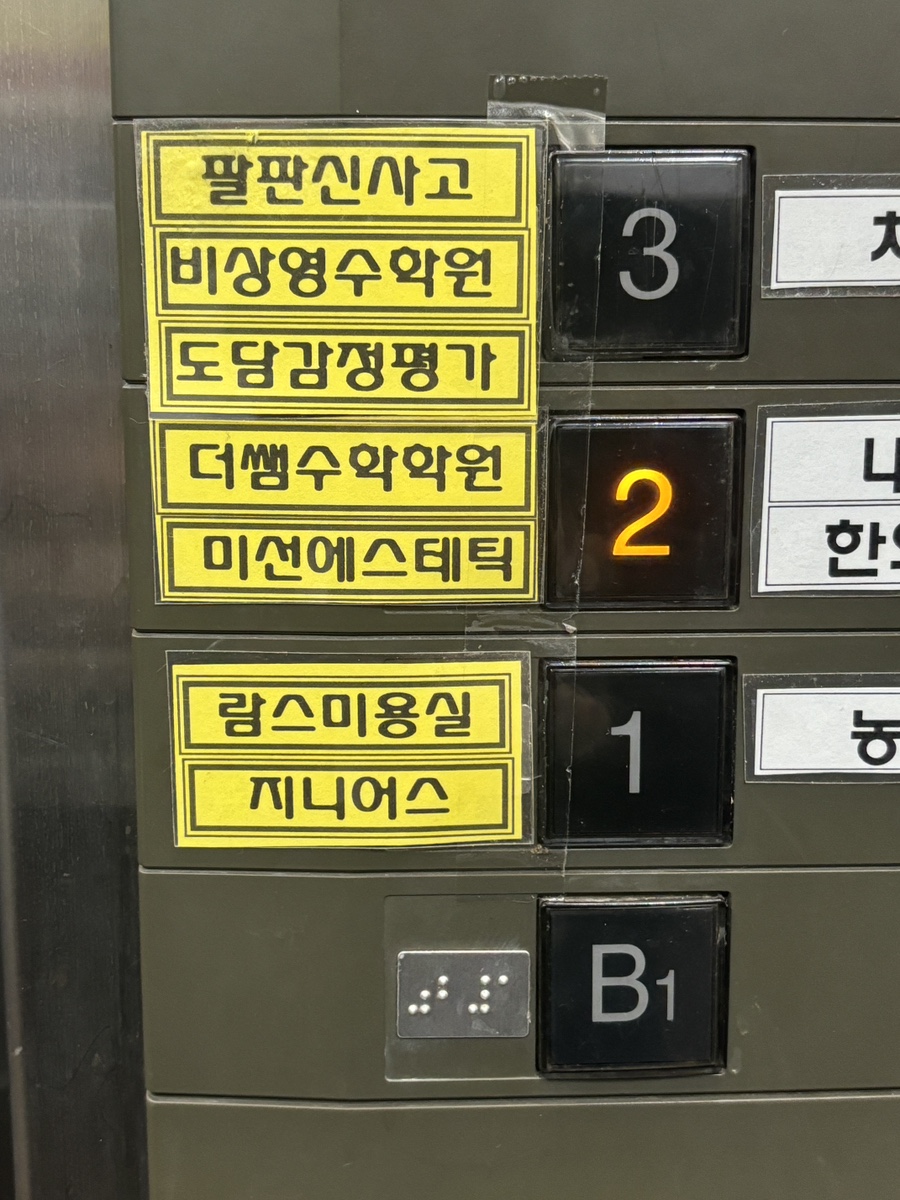 팔판신사고
3
비상영수학원
도담감정평가
더쌤수학학원
2
미선에스테틱
람스미용실
1
지니어스
B1